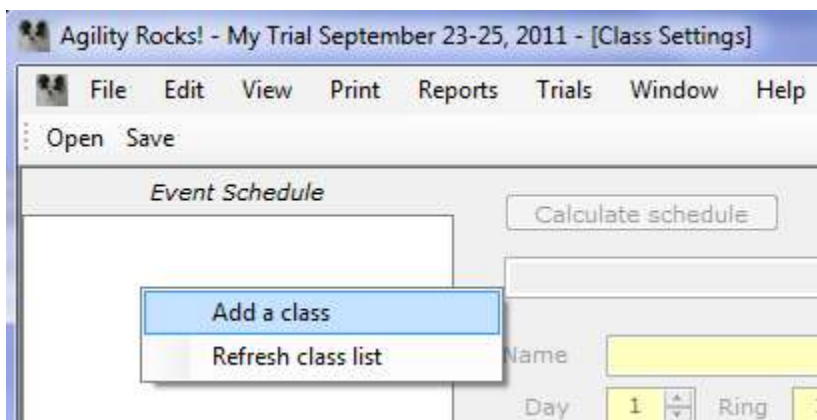 Agility Rocks! - My Trial September 23-25, 2011 - [Class Settings]
File Edit View Print Reports Trials Window Help
Open Save
Event Schedule
Calculate schedule
Add a class
Refresh class list
Name
Day 1 Ring